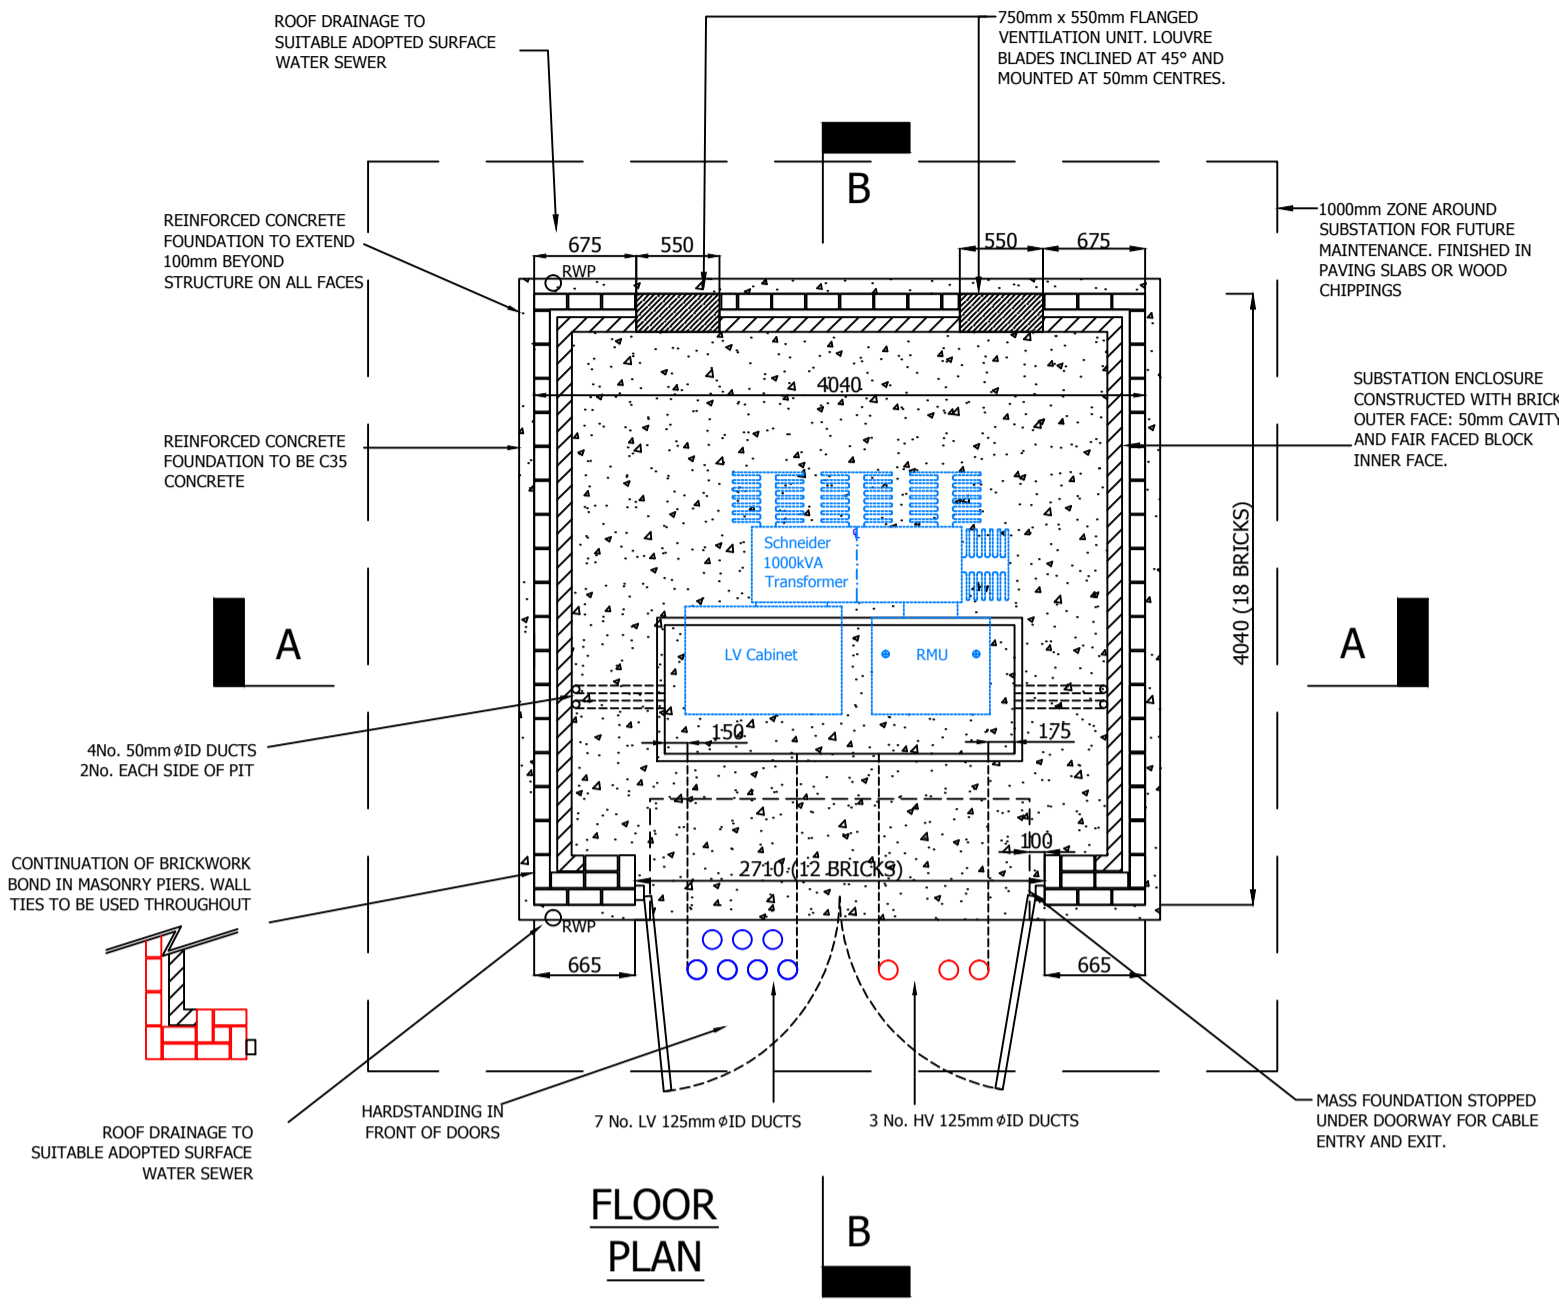 ROOF DRAINAGE TO
SUITABLE ADOPTED SURFACE
WATER SEWER
750mm x 550mm FLANGED
VENTILATION UNIT. LOUVRE
BLADES INCLINED AT 45° AND
MOUNTED AT 50mm CENTRES.
B
REINFORCED CONCRETE
FOUNDATION TO EXTEND
100mm BEYOND
STRUCTURE ON ALL FACES
1000mm ZONE AROUND
SUBSTATION FOR FUTURE
MAINTENANCE. FINISHED IN
PAVING SLABS OR WOOD
CHIPPINGS
675
550
550
675
RWP
4040
SUBSTATION ENCLOSURE
CONSTRUCTED WITH BRICK
OUTER FACE: 50mm CAVITY
AND FAIR FACED BLOCK
INNER FACE.
REINFORCED CONCRETE
FOUNDATION TO BE C35
CONCRETE
4040 (18 BRICKS)
Schneider
1000kVA
Transformer
A
LV Cabinet
RMU
A
150
175
4No. 50mm ϕID DUCTS
2No. EACH SIDE OF PIT
100
2710 (12 BRICKS)
CONTINUATION OF BRICKWORK
BOND IN MASONRY PIERS. WALL
TIES TO BE USED THROUGHOUT
RWP
665
665
HARDSTANDING IN
FRONT OF DOORS
7 No. LV 125mm ϕID DUCTS
3 No. HV 125mm ϕID DUCTS
MASS FOUNDATION STOPPED
UNDER DOORWAY FOR CABLE
ENTRY AND EXIT.
ROOF DRAINAGE TO
SUITABLE ADOPTED SURFACE
WATER SEWER
FLOOR
PLAN
B